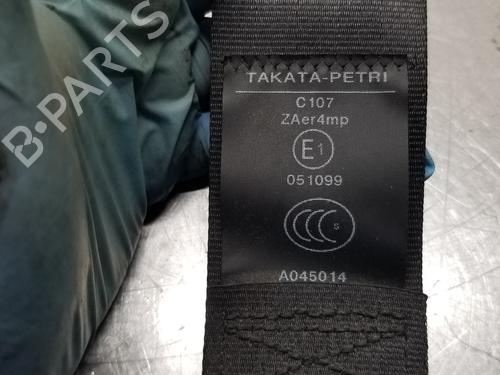 TAKATA-PETRI
C107
ZAer4mp
E1
051099
CCC S
A045014
B-PARTS